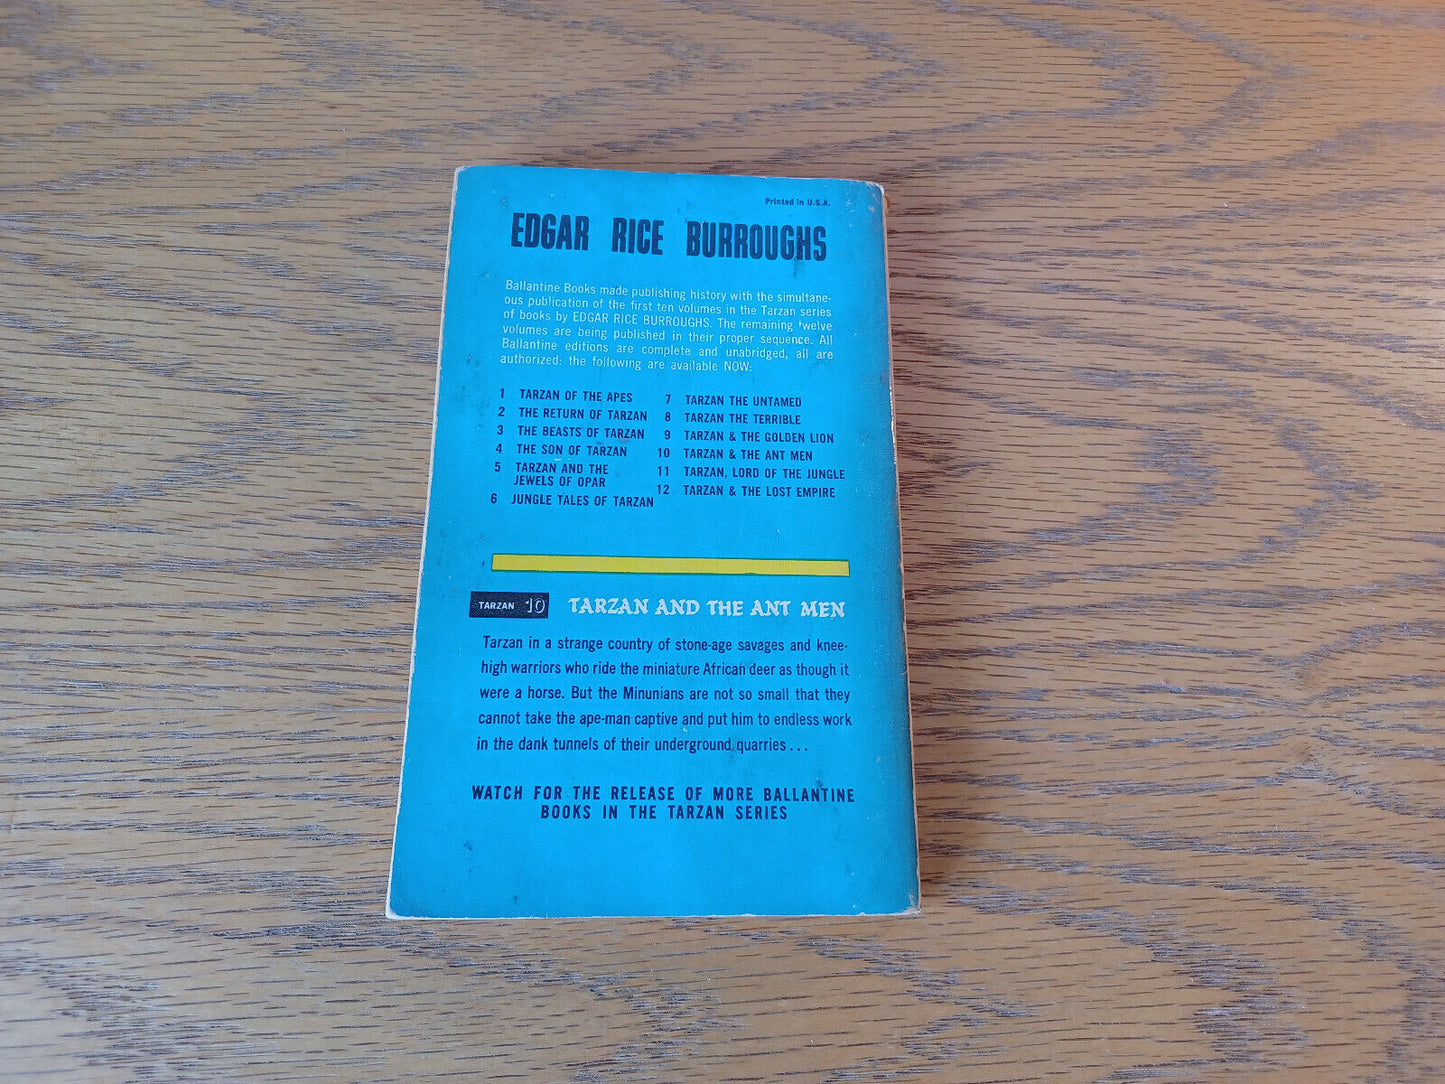 Printed in U.S.A.
EDGAR RICE BURROUGHS
Ballantine Books made publishing history with the simultane-
ous publication of the first ten volumes in the Tarzan series
of books by EDGAR RICE BURROUGHS. The remaining twelve
volumes are being published in their proper sequence. All
Ballantine editions are complete and unabridged, all are
authorized: the following are available NOW:
1 TARZAN OF THE APES
2 THE RETURN OF TARZAN
3 THE BEASTS OF TARZAN
4 THE SON OF TARZAN
5 TARZAN AND THE
JEWELS OF OPAR
6 JUNGLE TALES OF TARZAN
7 TARZAN THE UNTAMED
8 TARZAN THE TERRIBLE
9 TARZAN & THE GOLDEN LION
10 TARZAN & THE ANT MEN
11 TARZAN, LORD OF THE JUNGLE
12 TARZAN & THE LOST EMPIRE
TARZAN 10 TARZAN AND THE ANT MEN
Tarzan in a strange country of stone-age savages and knee-
high warriors who ride the miniature African deer as though it
were a horse. But the Minunians are not so small that they
cannot take the ape-man captive and put him to endless work
in the dank tunnels of their underground quarries...
WATCH FOR THE RELEASE OF MORE BALLANTINE
BOOKS IN THE TARZAN SERIES